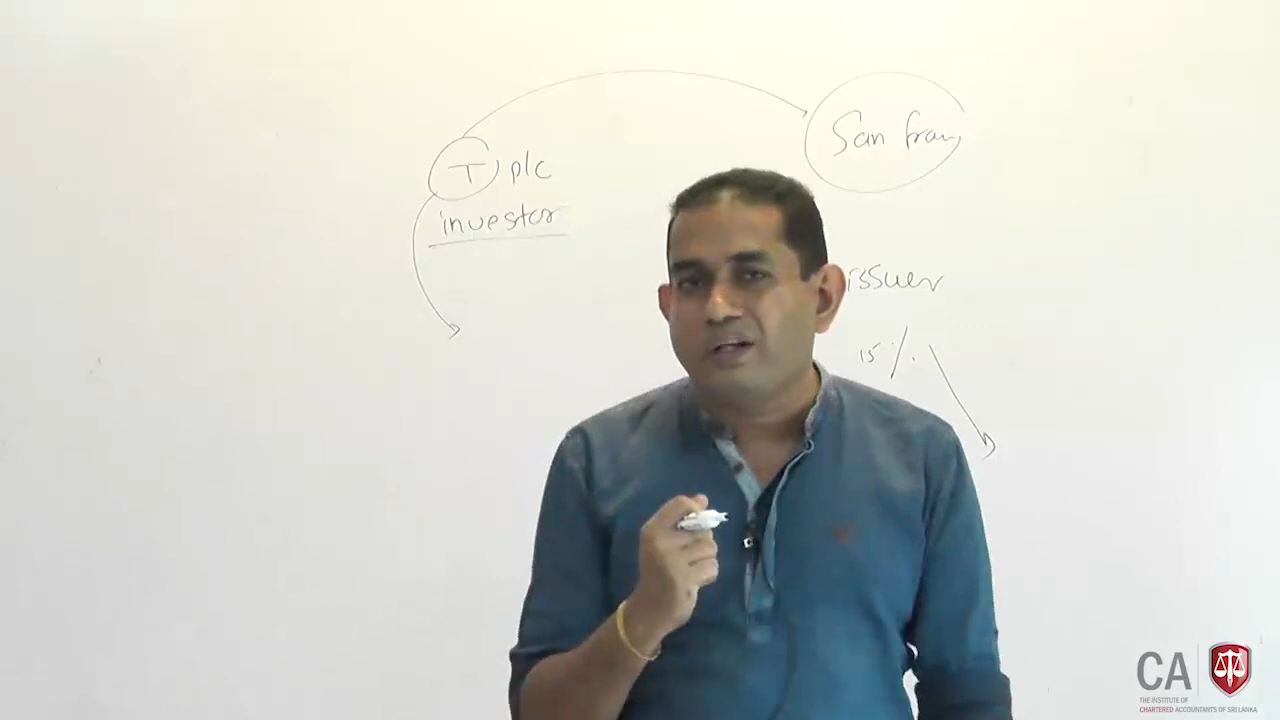 T plc
investor
San fran
issuer
15 %.
CA
THE INSTITUTE OF
CHARTERED ACCOUNTANTS OF SRI LANKA